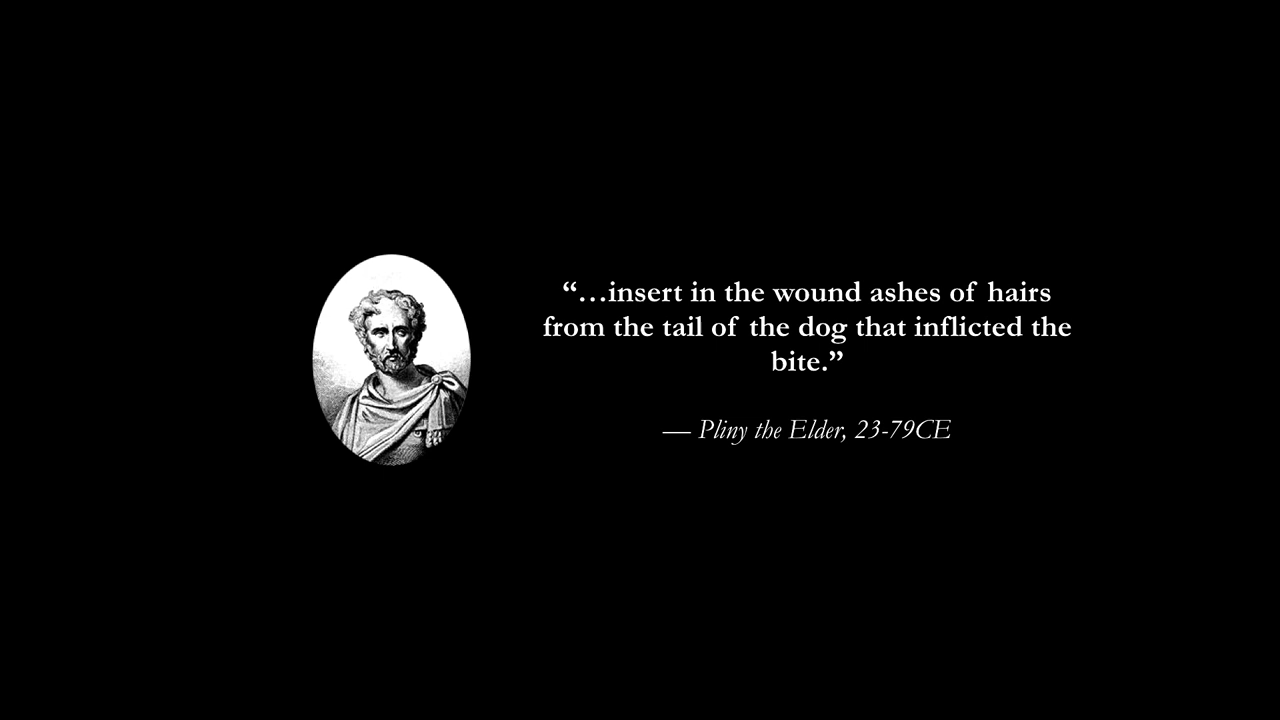 “…insert in the wound ashes of hairs
from the tail of the dog that inflicted the
bite.”
— Pliny the Elder, 23-79CE